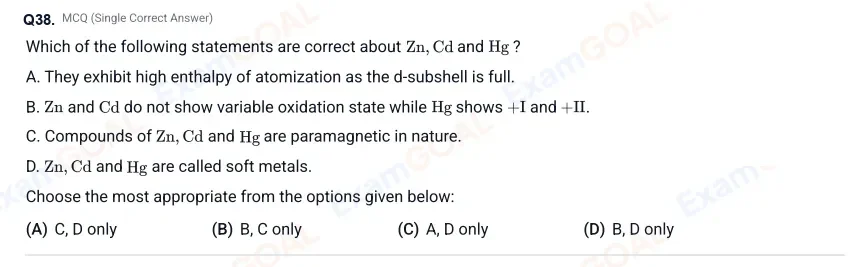 Q38. MCQ (Single Correct Answer)
Which of the following statements are correct about Zn, Cd and Hg ?
A. They exhibit high enthalpy of atomization as the d-subshell is full.
B. Zn and Cd do not show variable oxidation state while Hg shows +I and +II.
C. Compounds of Zn, Cd and Hg are paramagnetic in nature.
D. Zn, Cd and Hg are called soft metals.
Choose the most appropriate from the options given below:
(A) C, D only (B) B, C only (C) A, D only (D) B, D only